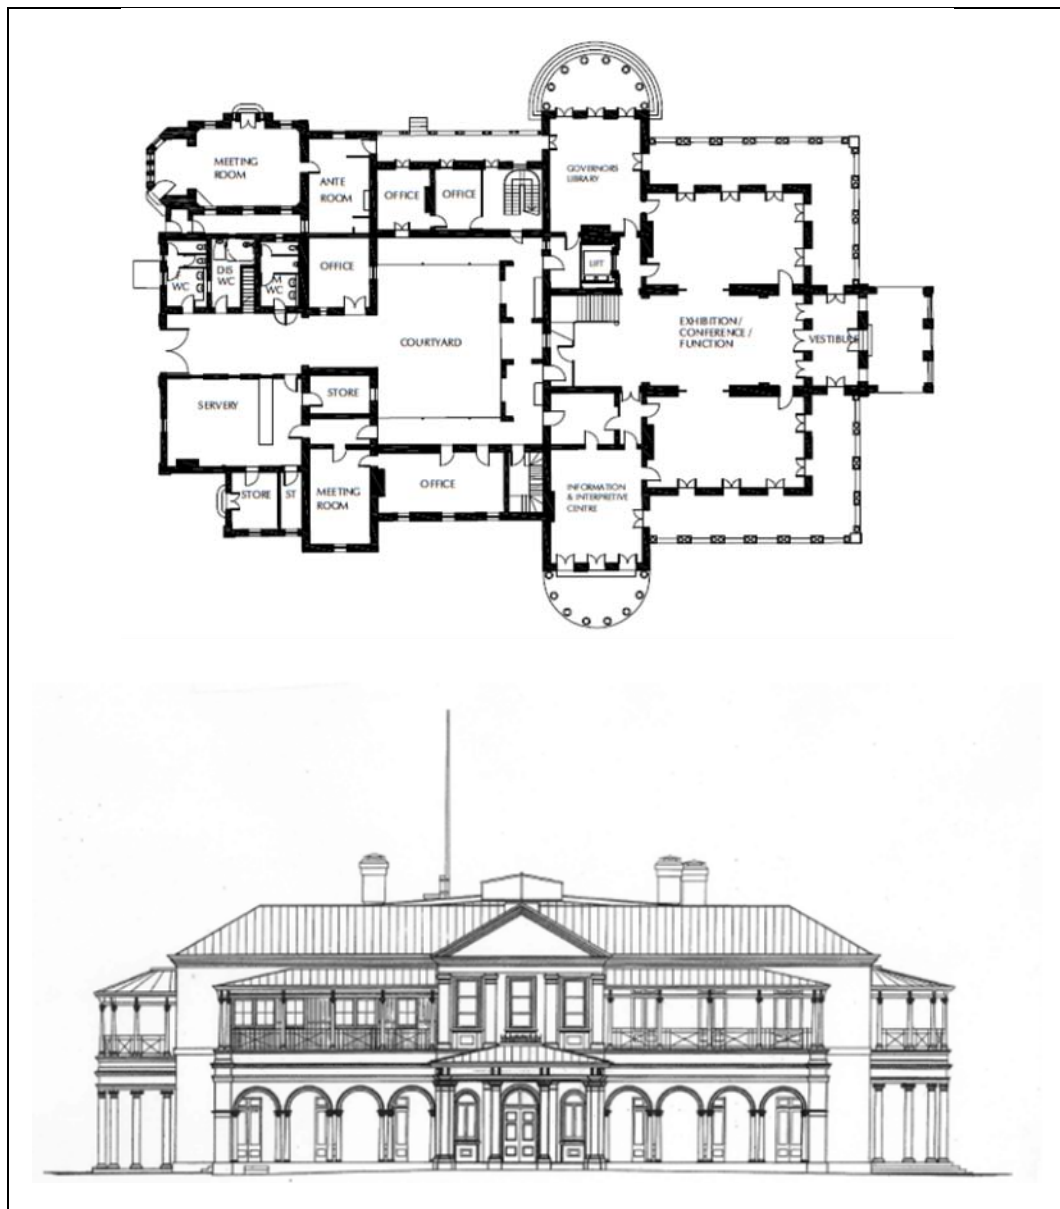 MEETING
ROOM
ANTE
ROOM
OFFICE
OFFICE
GOVERNORS
LIBRARY
WC
DIS
WC
M
WC
OFFICE
LIFT
COURTYARD
EXHIBITION /
CONFERENCE /
FUNCTION
VESTIBULE
SERVERY
STORE
STORE
ST
MEETING
ROOM
OFFICE
INFORMATION
& INTERPRETIVE
CENTRE